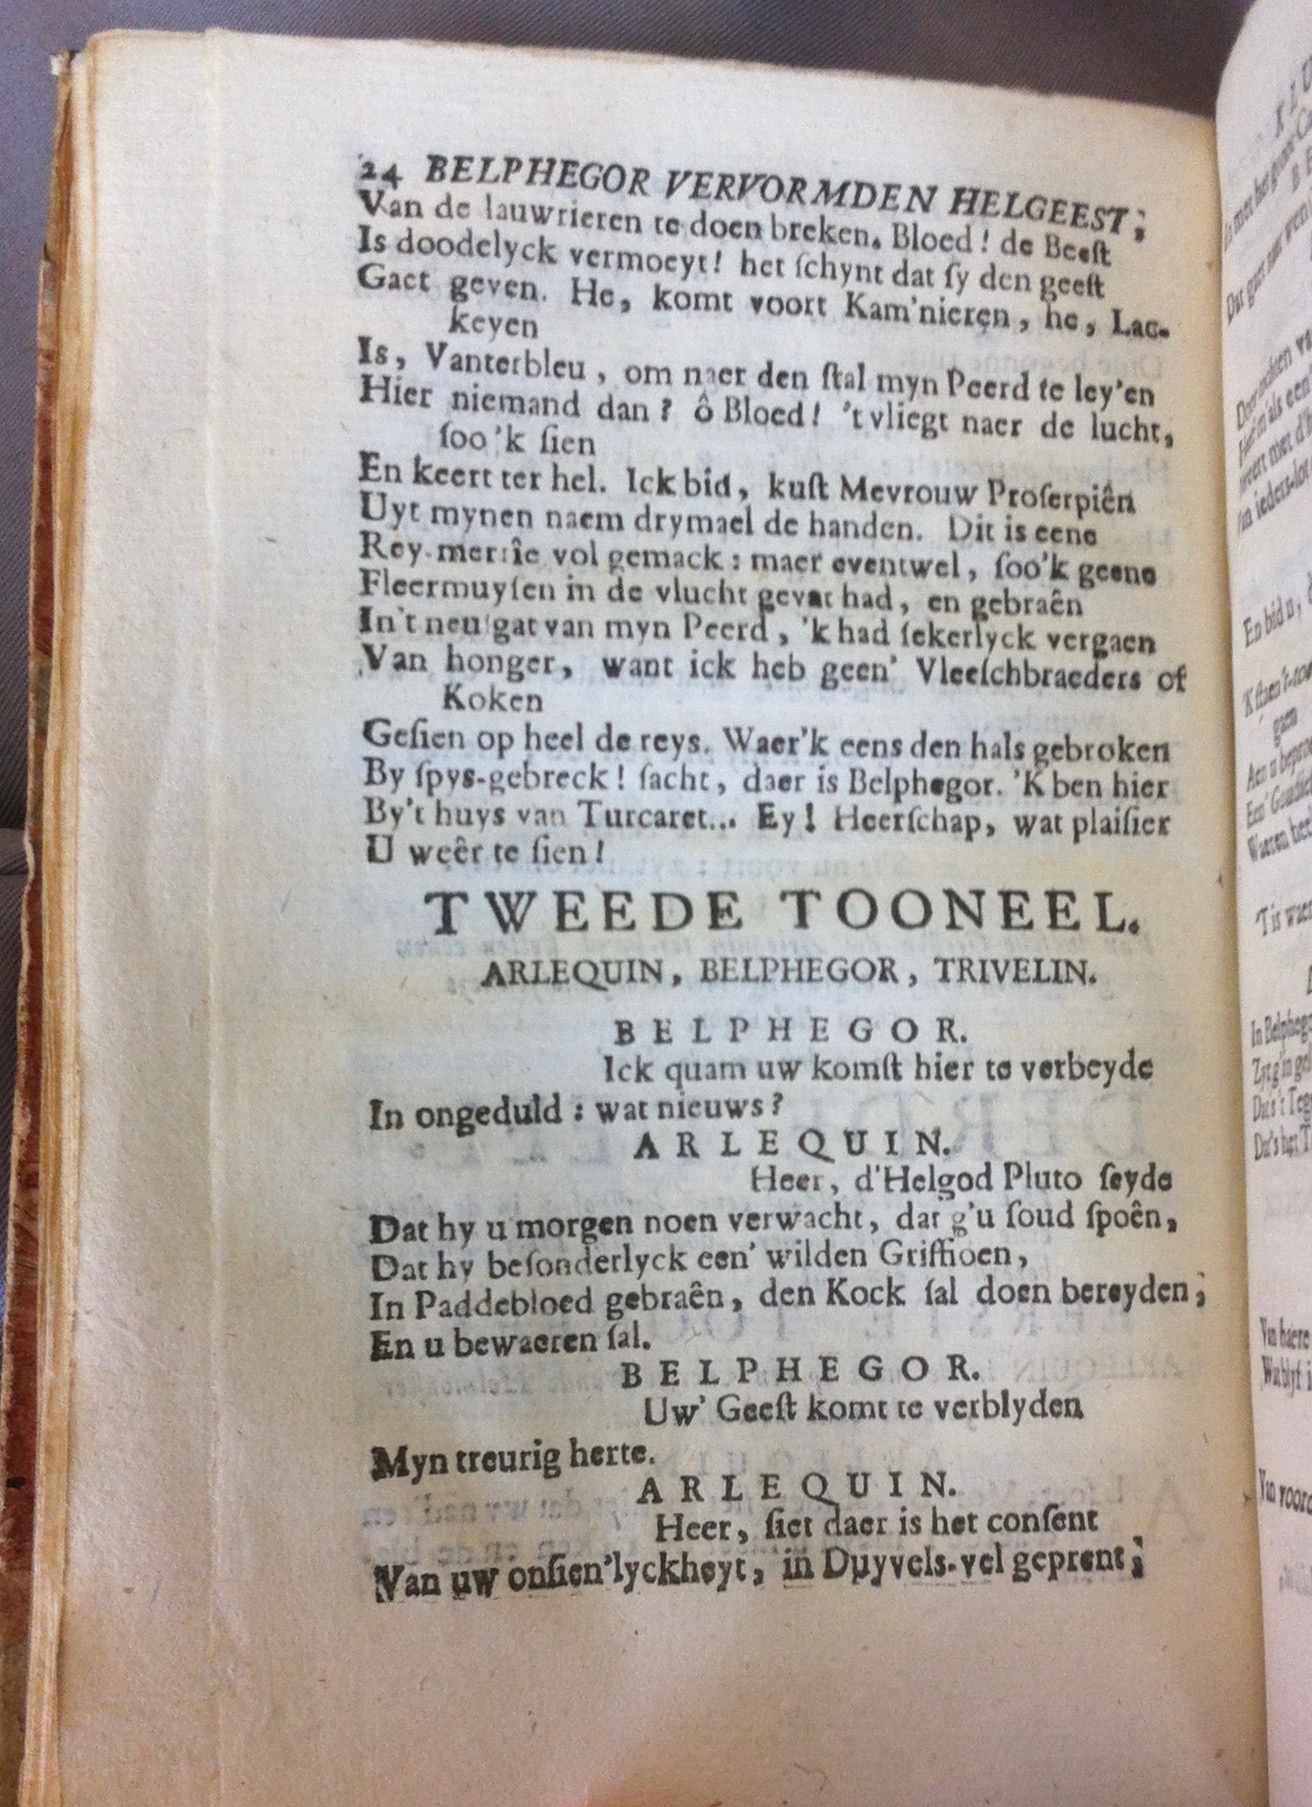 24 BELPHEGOR VERVORMDEN HELGEEST;
Van de lauwrieren te doen breken. Bloed! de Beeſt
Is doodelyck vermoeyt! het ſchynt dat ſy den geeſt
Gaet geven. He, komt voort Kam'nieren, he, Lac-
keyen
Is, Vanterbleu, om naer den ſtal myn Peerd te ley'en
Hier niemand dan? ô Bloed! 't vliegt naer de lucht,
ſoo 'k ſien
En keert ter hel. Ick bid, kuſt Mevrouw Proſerpiên
Uyt mynen naem drymael de handen. Dit is eene
Rey-merrîe vol gemack: maer eventwel, ſoo'k geene
Fleermuyſen in de vlucht gevat had, en gebraên
In't neuſgat van myn Peerd, 'k had ſekerlyck vergaen
Van honger, want ick heb geen' Vleeſchbraeders of
Koken
Geſien op heel de reys. Waer'k eens den hals gebroken
By ſpys-gebreck! ſacht, daer is Belphegor. 'K ben hier
By't huys van Turcaret... Ey! Heerſchap, wat plaiſier
U weêr te ſien!
TWEEDE TOONEEL.
ARLEQUIN, BELPHEGOR, TRIVELIN.
BELPHEGOR.
Ick quam uw komſt hier te verbeyde
In ongeduld: wat nieuws?
ARLEQUIN.
Heer, d'Helgod Pluto ſeyde
Dat hy u morgen noen verwacht, dat g'u ſoud ſpoên,
Dat hy beſonderlyck een' wilden Griffioen,
In Paddebloed gebraên, den Kock ſal doen bereyden;
En u bewaeren ſal.
BELPHEGOR.
Uw' Geeſt komt te verblyden
Myn treurig herte.
ARLEQUIN.
Heer, ſiet daer is het conſent
Van uw onſien'lyckheyt, in Duyvels-vel geprent;